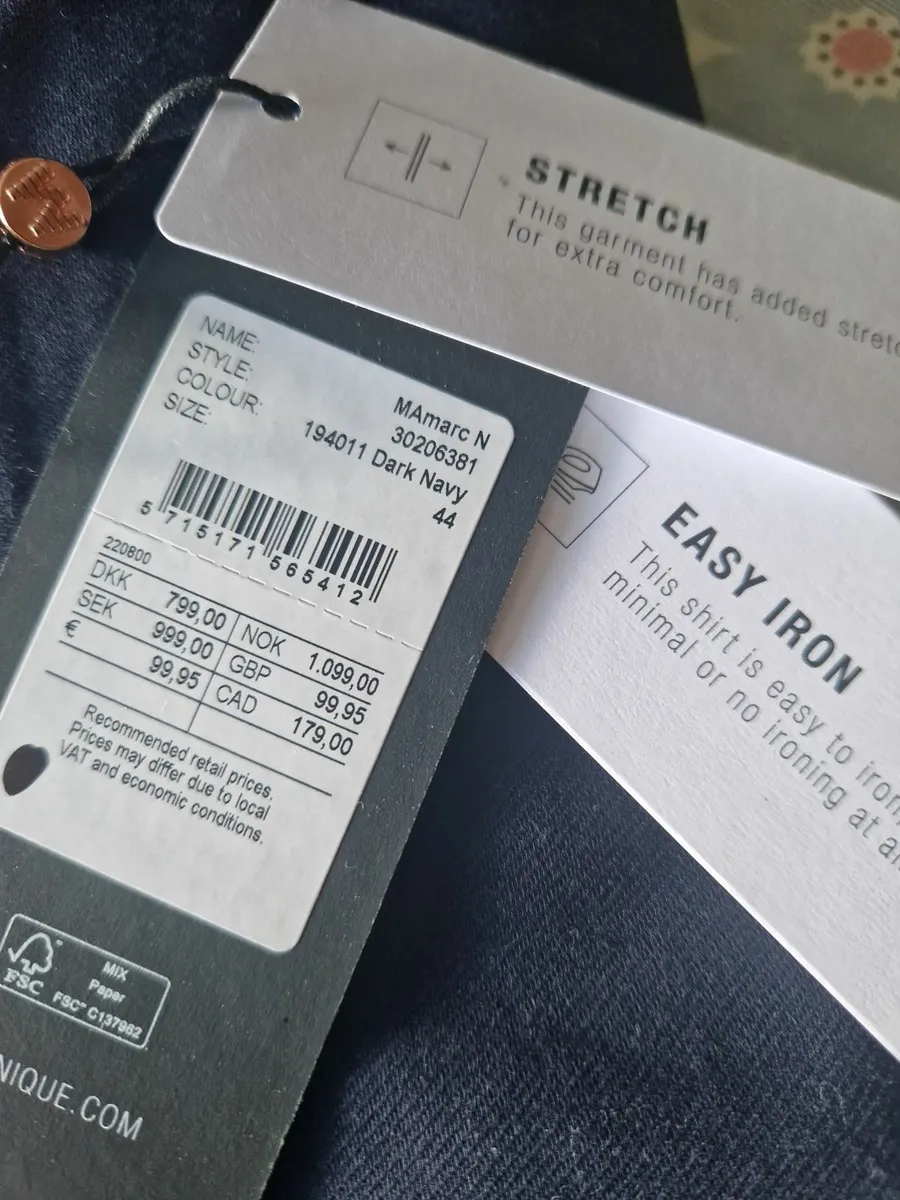 STRETCH
This garment has added stretc
for extra comfort.
NAME: MAmarc N
STYLE: 30206381
COLOUR: 194011 Dark Navy
SIZE: 44
5 715171 565412
220800
DKK 799,00 NOK 1.099,00
SEK 999,00 GBP 99,95
€ 99,95 CAD 179,00
Recommended retail prices.
Prices may differ due to local
VAT and economic conditions.
EASY IRON
This shirt is easy to iron
minimal or no ironing at a
MIX
Paper
FSC FSC™ C137962
NIQUE.COM